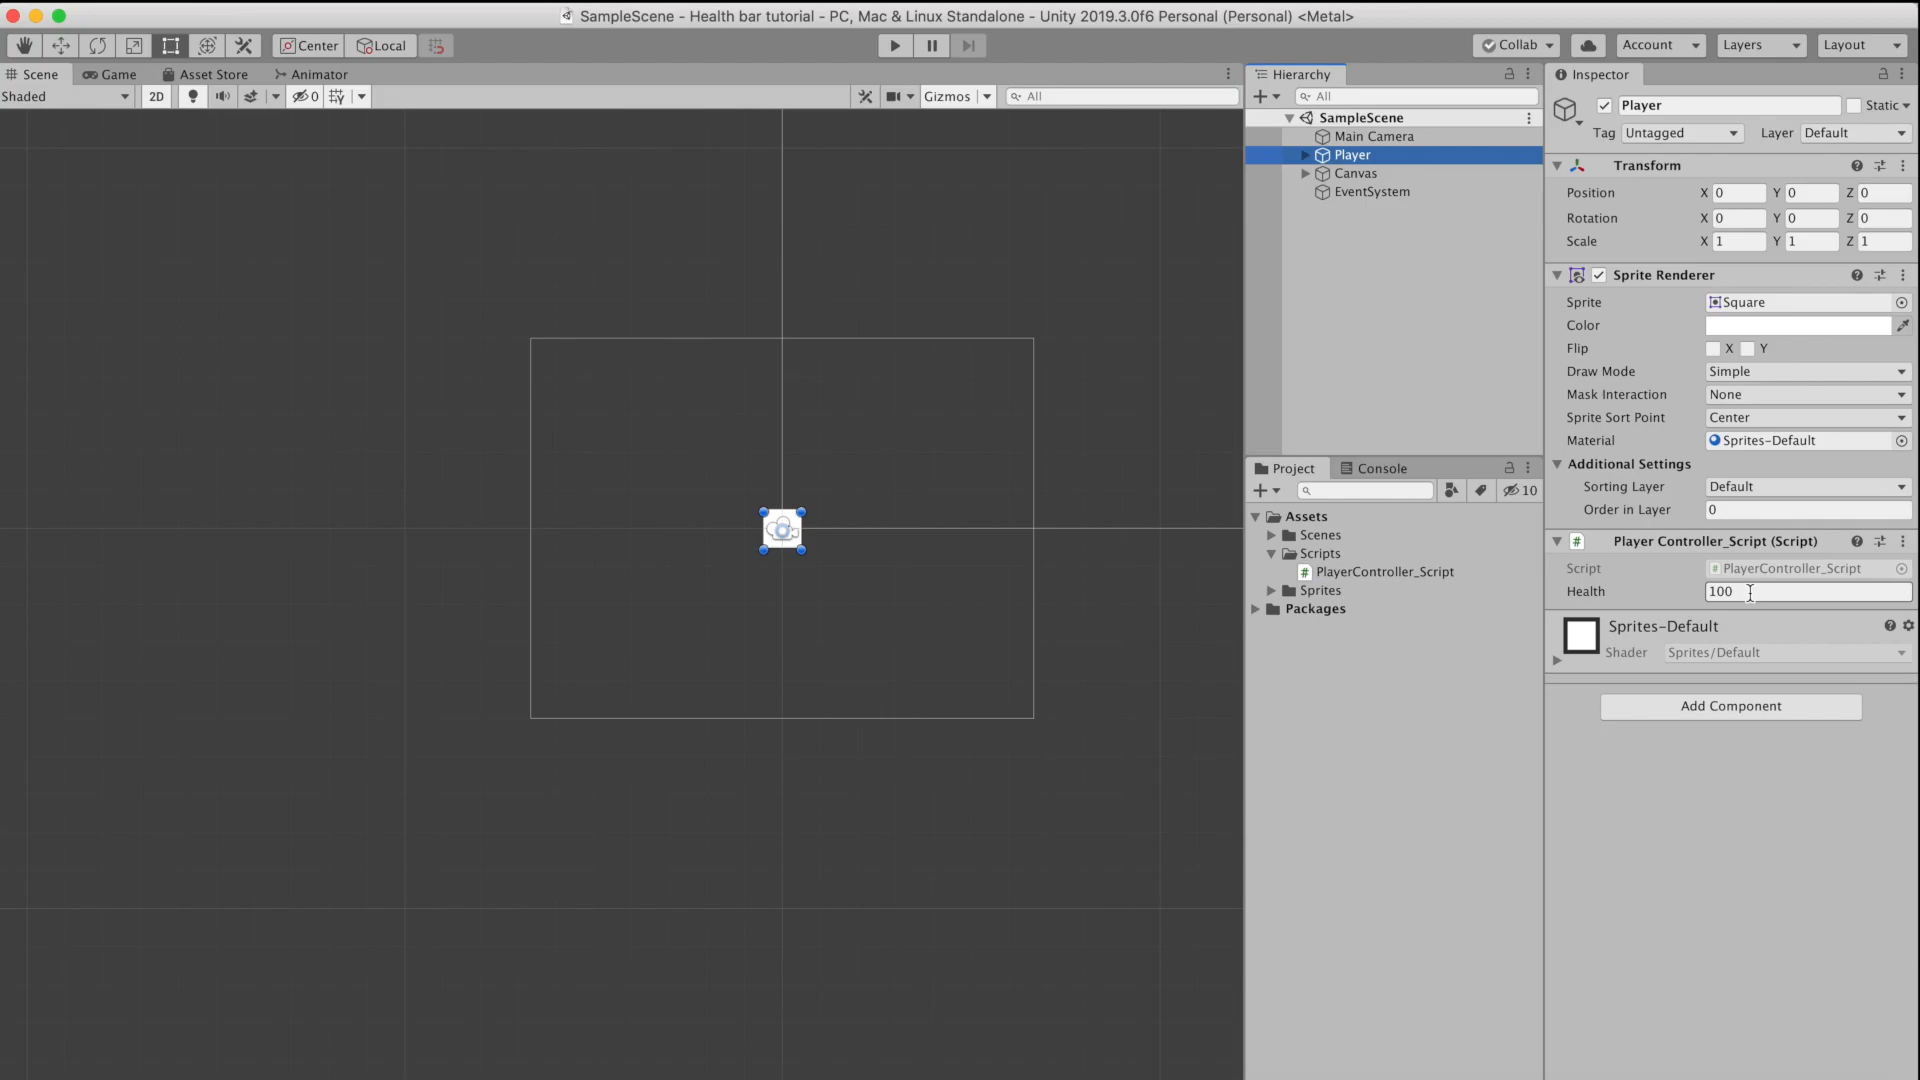 SampleScene - Health bar tutorial - PC, Mac & Linux Standalone - Unity 2019.3.0f6 Personal (Personal) <Metal>
Center Local Collab Account Layers Layout
Scene Game Asset Store Animator
Shaded 2D 0 Gizmos All
Hierarchy
All
SampleScene
Main Camera
Player
Canvas
EventSystem
Project Console
10
Assets
Scenes
Scripts
# PlayerController_Script
Sprites
Packages
Inspector
Player Static
Tag Untagged Layer Default
Transform
Position X 0 Y 0 Z 0
Rotation X 0 Y 0 Z 0
Scale X 1 Y 1 Z 1
Sprite Renderer
Sprite Square
Color
Flip X Y
Draw Mode Simple
Mask Interaction None
Sprite Sort Point Center
Material Sprites-Default
Additional Settings
Sorting Layer Default
Order in Layer 0
# Player Controller_Script (Script)
Script # PlayerController_Script
Health 100
Sprites-Default
Shader Sprites/Default
Add Component